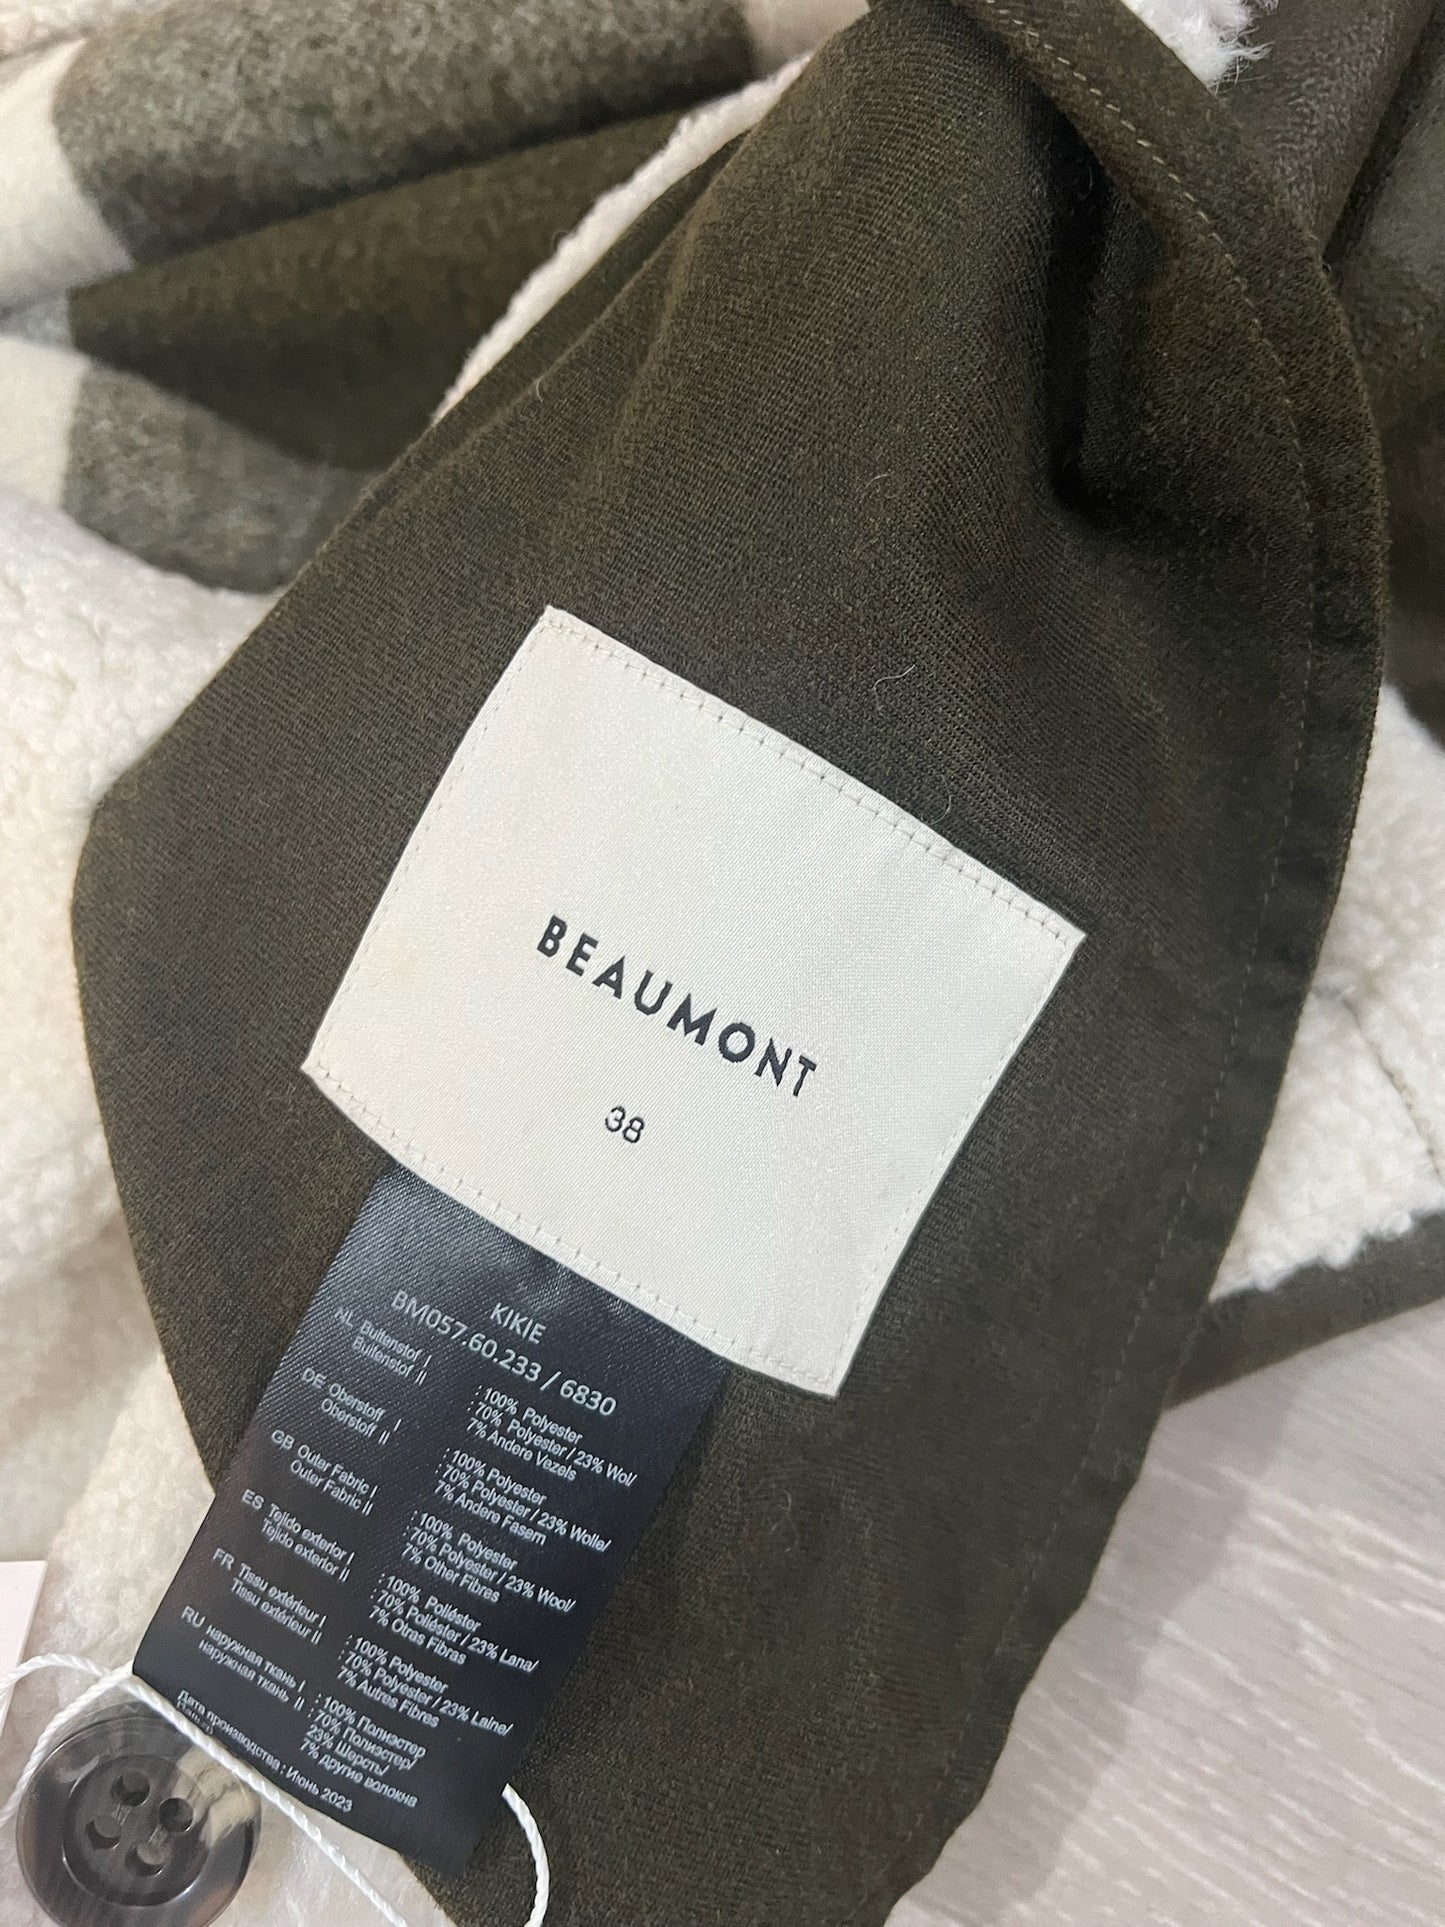 BEAUMONT
38
KIKIE
BM057.60.233 / 6830
NL Buitenstof I : 100% Polyester
Buitenstof II : 70% Polyester / 23% Wol/
7% Andere Vezels
DE Oberstoff I : 100% Polyester
Oberstoff II : 70% Polyester / 23% Wolle/
7% Andere Fasern
GB Outer Fabric I : 100% Polyester
Outer Fabric II : 70% Polyester / 23% Wool/
7% Other Fibres
ES Tejido exterior I : 100% Poliéster
Tejido exterior II : 70% Poliéster / 23% Lana/
7% Otras Fibras
FR Tissu extérieur I : 100% Polyester
Tissu extérieur II : 70% Polyester / 23% Laine/
7% Autres Fibres
RU наружная ткань I : 100% Полиэстер
наружная ткань II : 70% Полиэстер/
23% Шерсть/
7% другие волокна
Дата производства : Июнь 2023